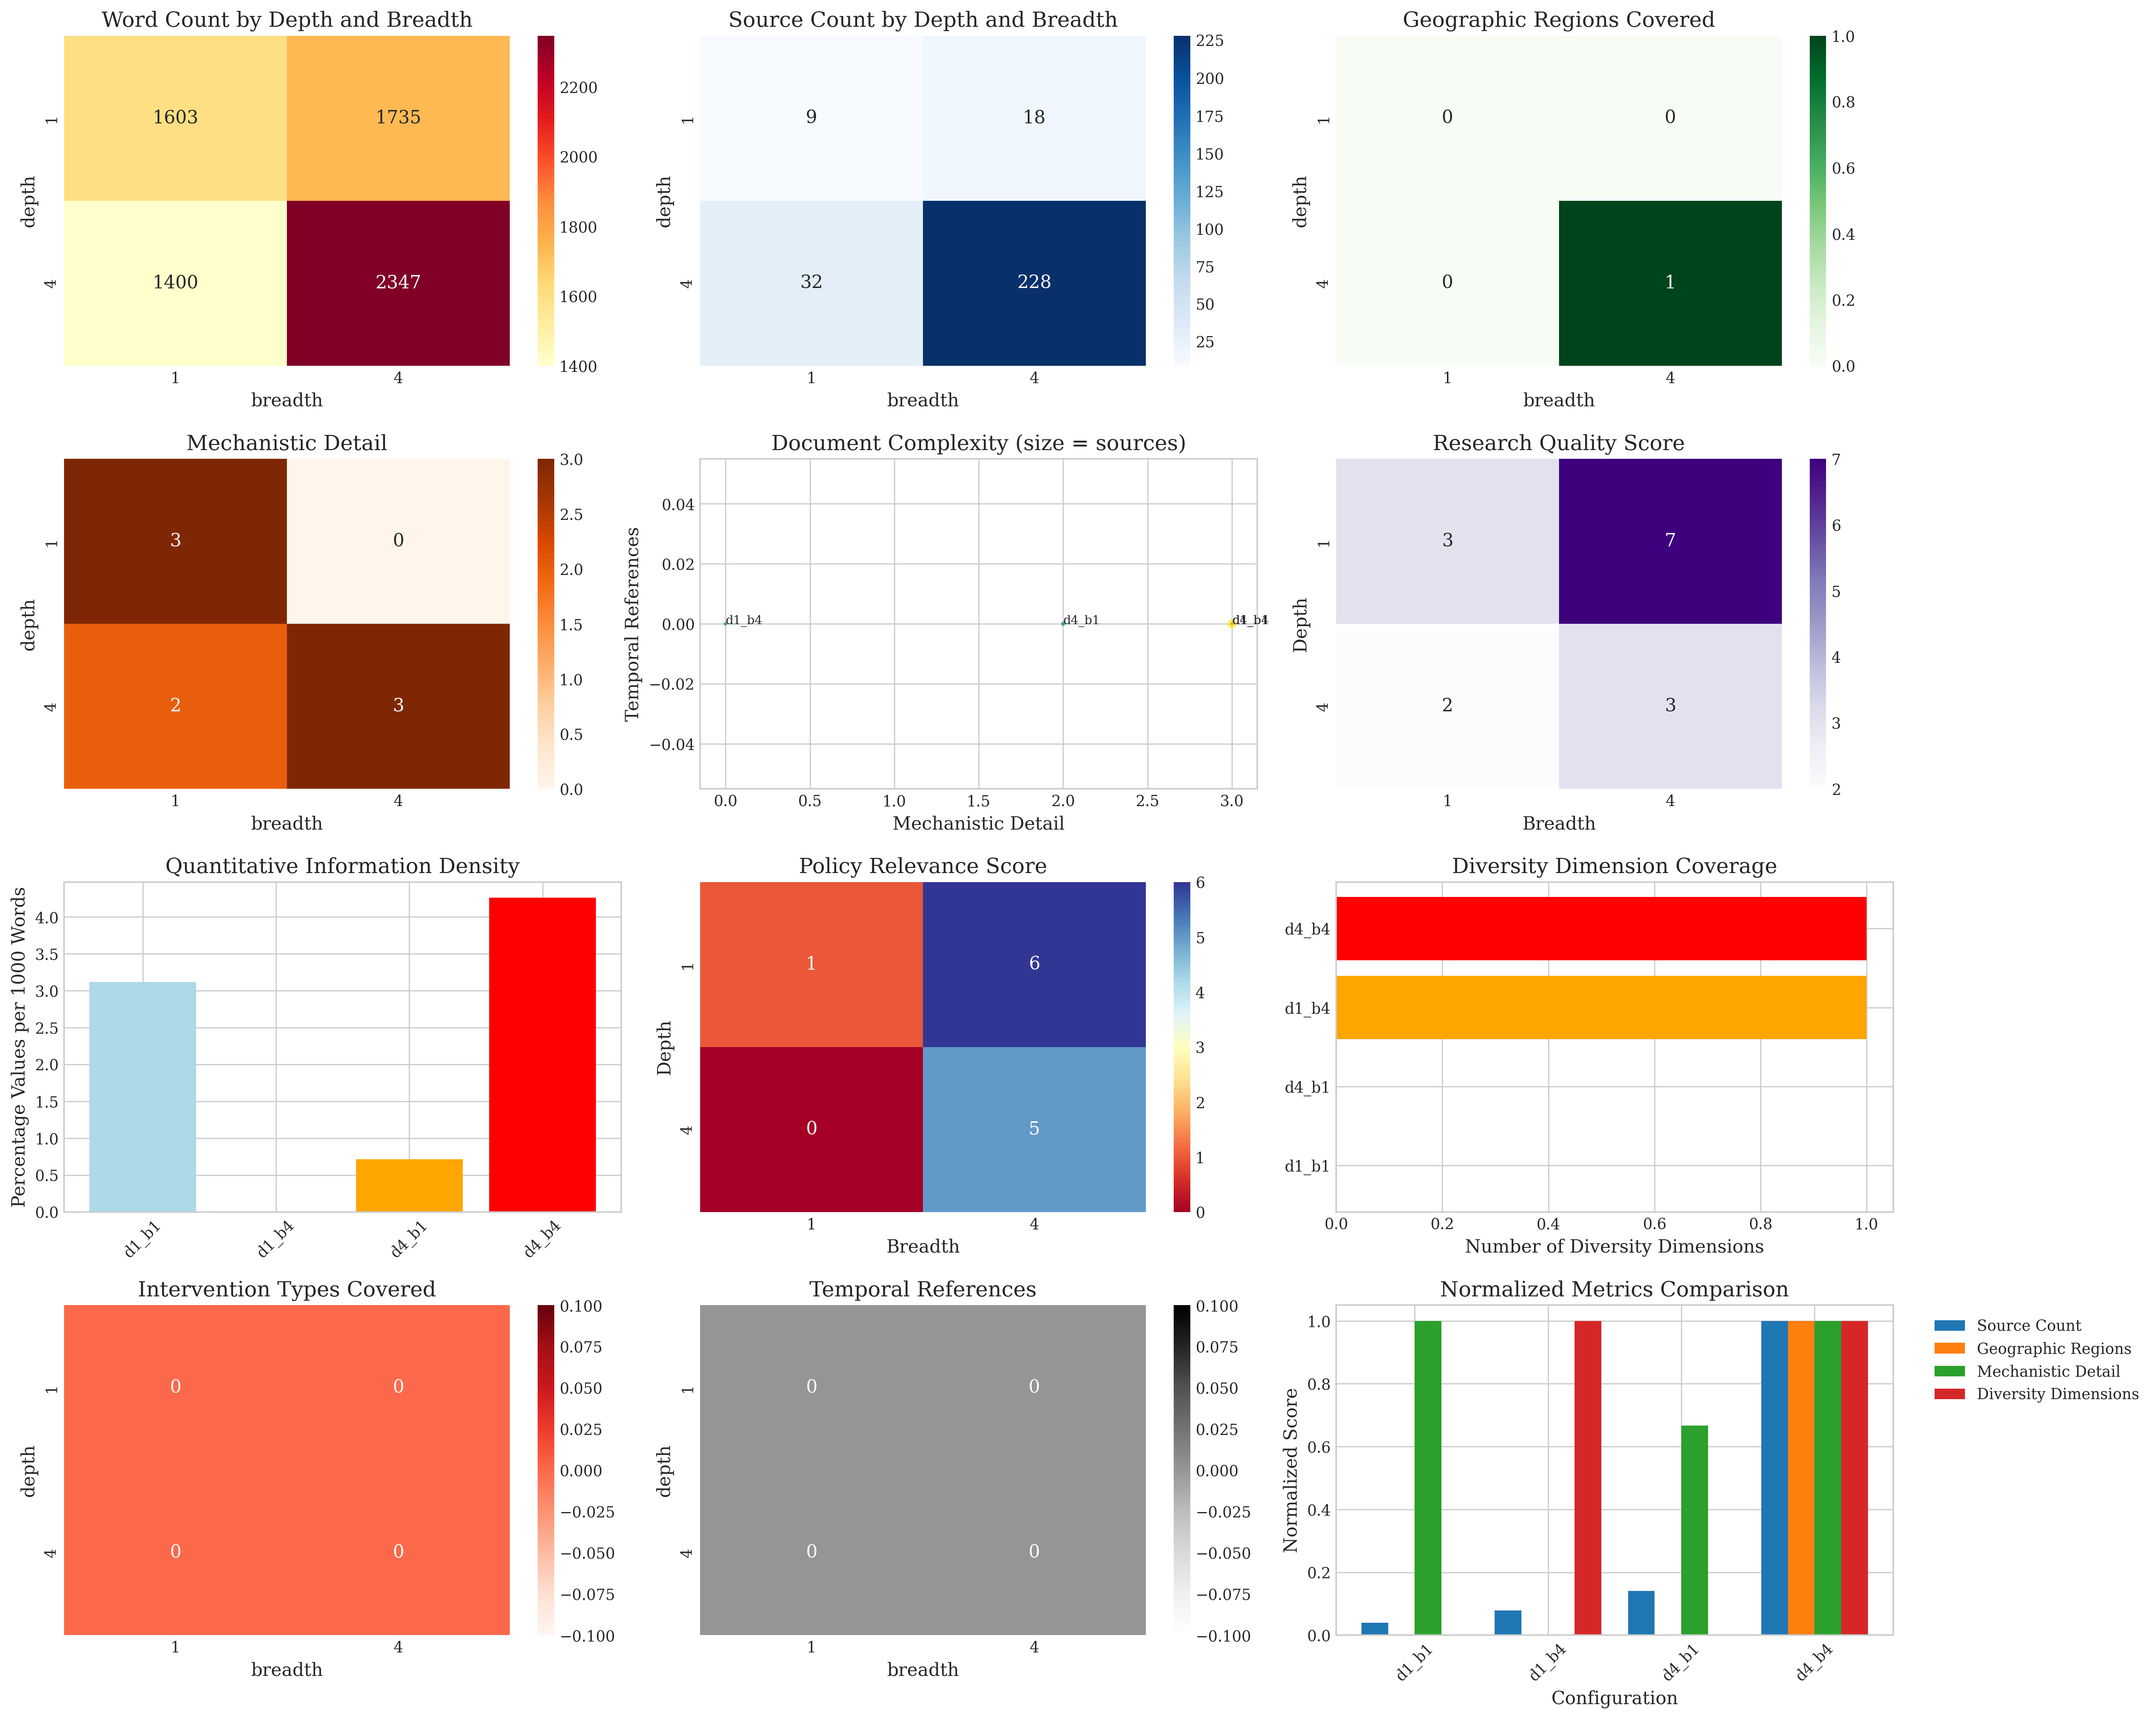 Word Count by Depth and Breadth
1603 1735
1400 2347
1 4
depth
1 4
breadth
2200
2000
1800
1600
1400
Source Count by Depth and Breadth
9 18
32 228
1 4
depth
1 4
breadth
225
200
175
150
125
100
75
50
25
Geographic Regions Covered
0 0
0 1
1 4
depth
1 4
breadth
1.0
0.8
0.6
0.4
0.2
0.0
Mechanistic Detail
3 0
2 3
1 4
depth
1 4
breadth
3.0
2.5
2.0
1.5
1.0
0.5
0.0
Document Complexity (size = sources)
Temporal References
0.04
0.02
0.00
−0.02
−0.04
d1_b4
d4_b1
0.0 0.5 1.0 1.5 2.0 2.5 3.0
Mechanistic Detail
Research Quality Score
3 7
2 3
1 4
Depth
1 4
Breadth
7
6
5
4
3
2
Quantitative Information Density
Percentage Values per 1000 Words
4.0
3.5
3.0
2.5
2.0
1.5
1.0
0.5
0.0
d1_b1 d1_b4 d4_b1 d4_b4
Policy Relevance Score
1 6
0 5
1 4
Depth
1 4
Breadth
6
5
4
3
2
1
0
Diversity Dimension Coverage
d4_b4
d1_b4
d4_b1
d1_b1
0.0 0.2 0.4 0.6 0.8 1.0
Number of Diversity Dimensions
Intervention Types Covered
0 0
0 0
1 4
depth
1 4
breadth
0.100
0.075
0.050
0.025
0.000
−0.025
−0.050
−0.075
−0.100
Temporal References
0 0
0 0
1 4
depth
1 4
breadth
0.100
0.075
0.050
0.025
0.000
−0.025
−0.050
−0.075
−0.100
Normalized Metrics Comparison
Normalized Score
1.0
0.8
0.6
0.4
0.2
0.0
d1_b1 d1_b4 d4_b1 d4_b4
Configuration
Source Count
Geographic Regions
Mechanistic Detail
Diversity Dimensions